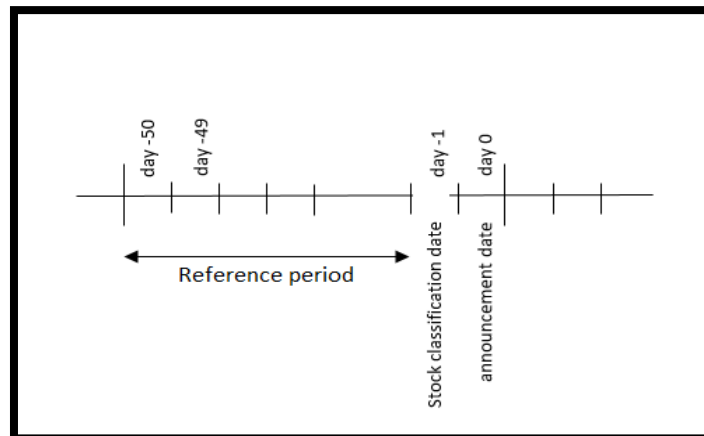 day -50
day -49
day -1
day 0
Reference period
Stock classification date
announcement date